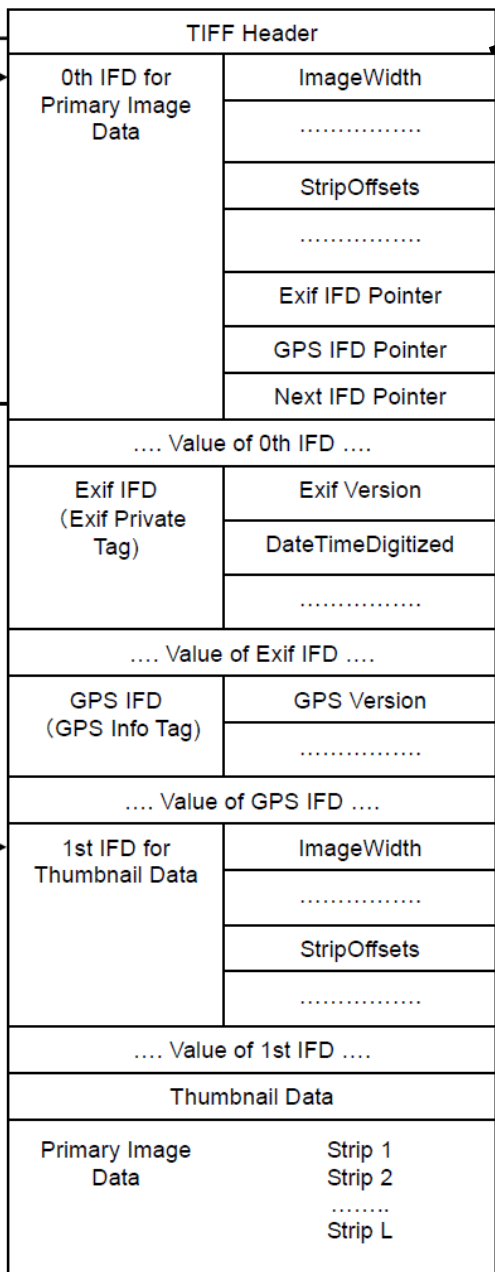 TIFF Header
0th IFD for
Primary Image
Data
ImageWidth
................
StripOffsets
................
Exif IFD Pointer
GPS IFD Pointer
Next IFD Pointer
.... Value of 0th IFD ....
Exif IFD
（Exif Private
Tag)
Exif Version
DateTimeDigitized
................
.... Value of Exif IFD ....
GPS IFD
（GPS Info Tag)
GPS Version
................
.... Value of GPS IFD ....
1st IFD for
Thumbnail Data
ImageWidth
................
StripOffsets
................
.... Value of 1st IFD ....
Thumbnail Data
Primary Image
Data
Strip 1
Strip 2
........
Strip L